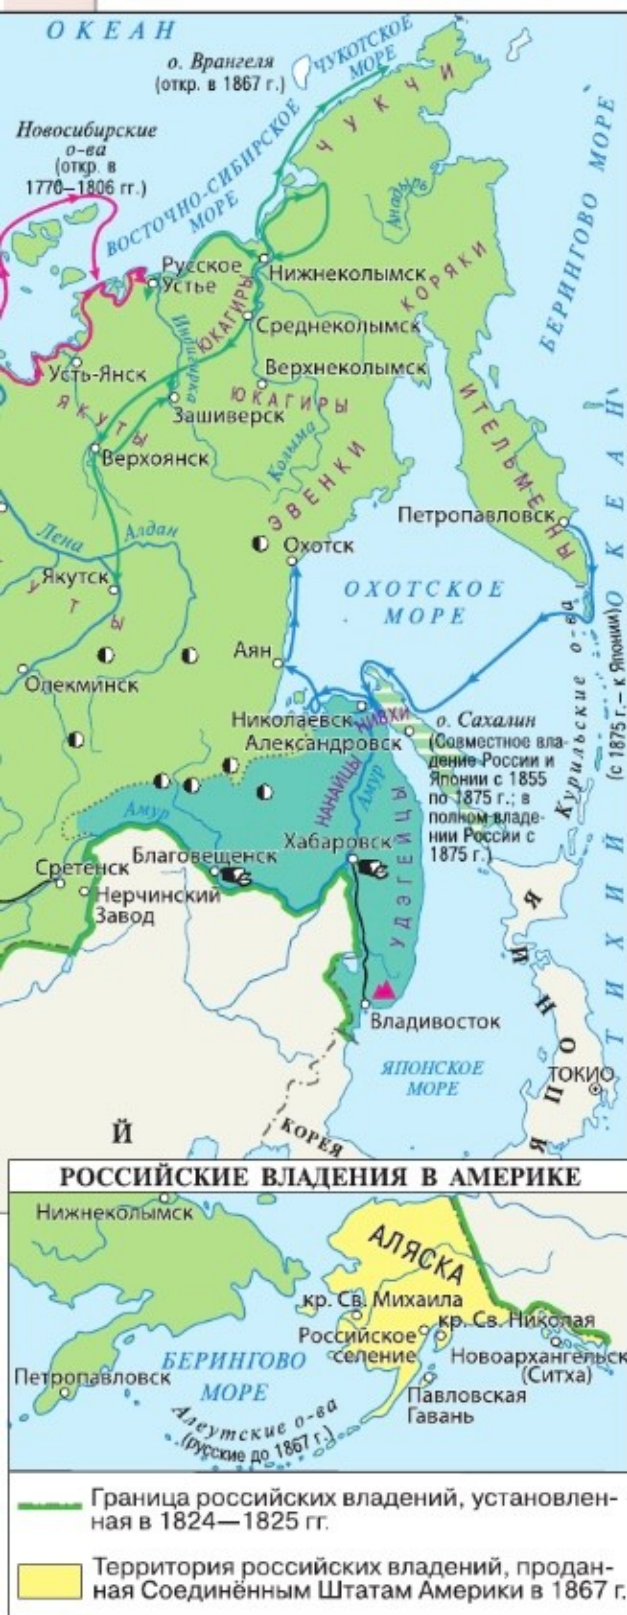 ОКЕАН
о. Врангеля
(откр. в 1867 г.)
ЧУКОТСКОЕ
МОРЕ
Новосибирские
о-ва
(откр. в
1770–1806 гг.)
ВОСТОЧНО-СИБИРСКОЕ
МОРЕ
ЧУКЧИ
Анадырь
БЕРИНГОВО МОРЕ
Русское
Устье
Нижнеколымск
КОРЯКИ
ЮКАГИРЫ
Индигирка
Среднеколымск
Усть-Янск
Верхнеколымск
ЮКАГИРЫ
ЯКУТЫ
Зашиверск
Верхоянск
Колыма
ИТЕЛЬМЕНЫ
ЭВЕНКИ
Петропавловск
Лена
Алдан
Охотск
Якутск
УТЫ
ОХОТСКОЕ
МОРЕ
Аян
Олекминск
Николаевск
НИВХИ
Александровск
о. Сахалин
(Совместное вла-
дение России и
Японии с 1855
по 1875 г.; в
полном владе-
нии России с
1875 г.)
Курильские о-ва
(с 1875 г.– к Японии)
ТИХИЙ ОКЕАН
НАНАЙЦЫ
Амур
Амур
УДЭГЕЙЦЫ
Хабаровск
Благовещенск
Сретенск
Нерчинский
Завод
Владивосток
ЯПОНСКОЕ
МОРЕ
ЯПОНИЯ
ТОКИО
КОРЕЯ
Й
РОССИЙСКИЕ ВЛАДЕНИЯ В АМЕРИКЕ
Нижнеколымск
АЛЯСКА
кр. Св. Михаила
кр. Св. Николая
Российское
селение
Новоархангельск
(Ситха)
Павловская
Гавань
Петропавловск
БЕРИНГОВО
МОРЕ
Алеутские о-ва
(русские до 1867 г.)
Граница российских владений, установлен-
ная в 1824—1825 гг.
Территория российских владений, продан-
ная Соединённым Штатам Америки в 1867 г.